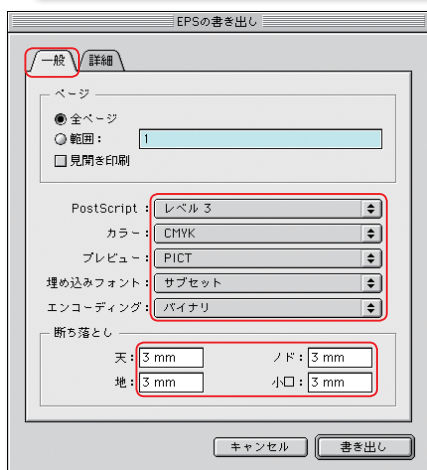 EPSの書き出し
一般 詳細
ページ
全ページ
範囲： 1
見開き印刷
PostScript : レベル 3
カラー : CMYK
プレビュー : PICT
埋め込みフォント : サブセット
エンコーディング : バイナリ
断ち落とし
天 : 3 mm ノド : 3 mm
地 : 3 mm 小口 : 3 mm
キャンセル 書き出し